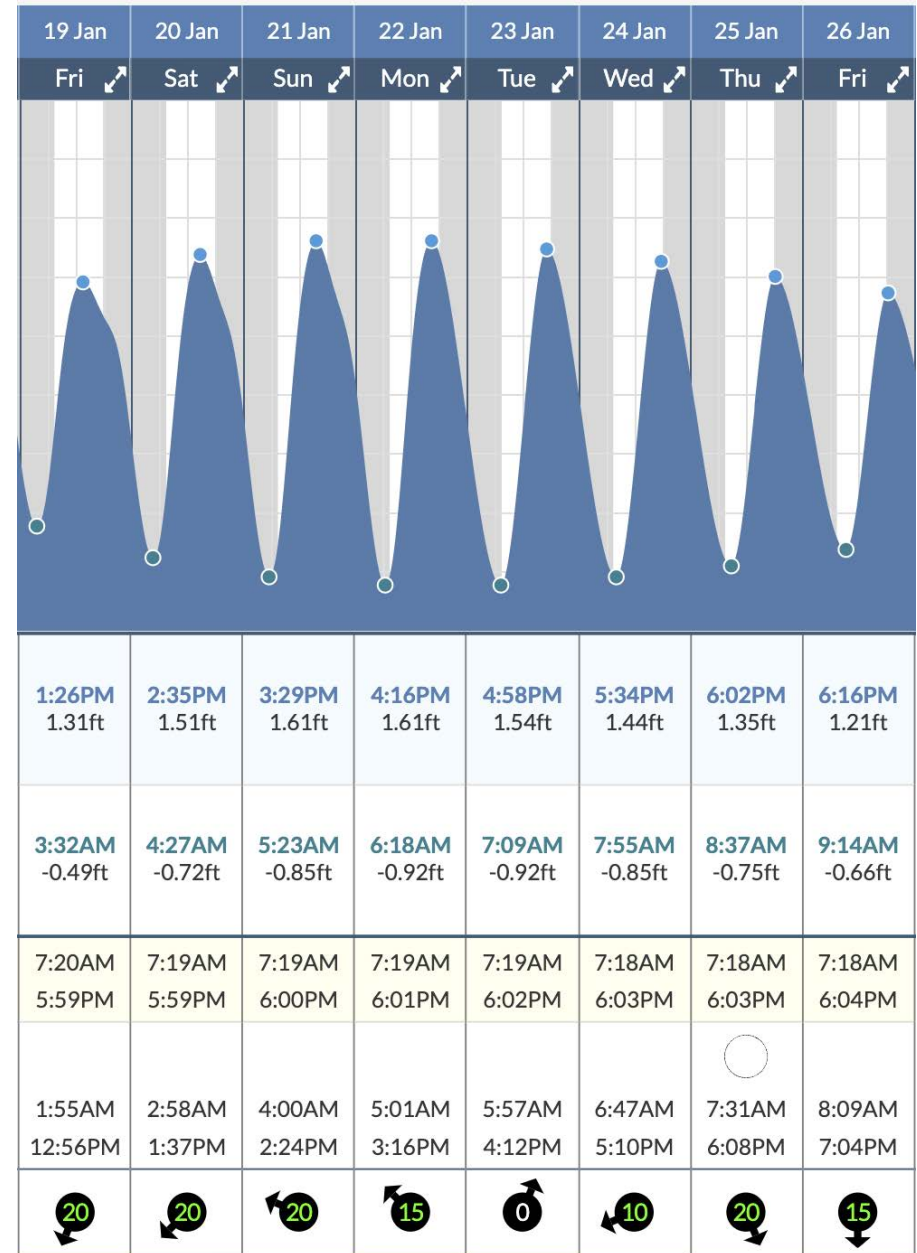 19 Jan 20 Jan 21 Jan 22 Jan 23 Jan 24 Jan 25 Jan 26 Jan
Fri Sat Sun Mon Tue Wed Thu Fri
1:26PM 2:35PM 3:29PM 4:16PM 4:58PM 5:34PM 6:02PM 6:16PM
1.31ft 1.51ft 1.61ft 1.61ft 1.54ft 1.44ft 1.35ft 1.21ft
3:32AM 4:27AM 5:23AM 6:18AM 7:09AM 7:55AM 8:37AM 9:14AM
-0.49ft -0.72ft -0.85ft -0.92ft -0.92ft -0.85ft -0.75ft -0.66ft
7:20AM 7:19AM 7:19AM 7:19AM 7:19AM 7:18AM 7:18AM 7:18AM
5:59PM 5:59PM 6:00PM 6:01PM 6:02PM 6:03PM 6:03PM 6:04PM
1:55AM 2:58AM 4:00AM 5:01AM 5:57AM 6:47AM 7:31AM 8:09AM
12:56PM 1:37PM 2:24PM 3:16PM 4:12PM 5:10PM 6:08PM 7:04PM
20 20 20 15 0 10 20 15